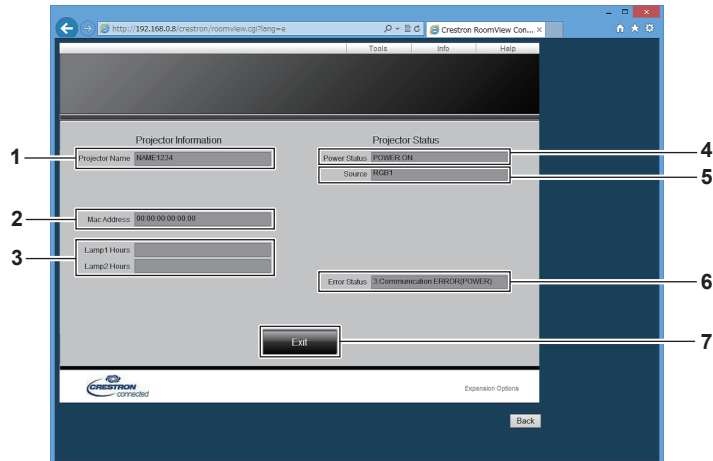 http://192.168.0.8/crestron/roomview.cgi?lang=e
Crestron RoomView Con...
Tools Info Help
Projector Information
Projector Status
1
Projector Name NAME1234
Power Status POWER ON
4
Source RGB1
5
2
Mac Address 00:00:00:00:00:00
3
Lamp1 Hours
Lamp2 Hours
Error Status 3:Communication ERROR(POWER)
6
Exit
7
CRESTRON
connected
Expansion Options
Back